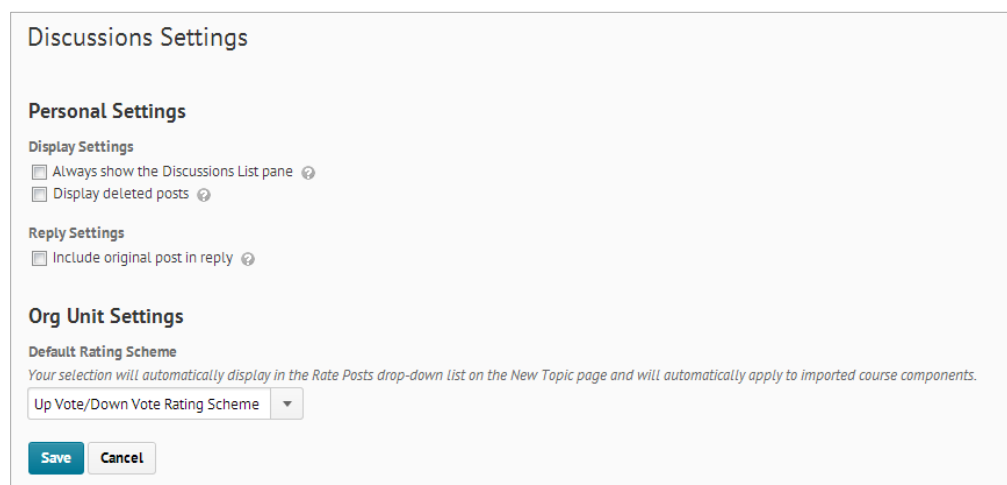 Discussions Settings
Personal Settings
Display Settings
Always show the Discussions List pane ?
Display deleted posts ?
Reply Settings
Include original post in reply ?
Org Unit Settings
Default Rating Scheme
Your selection will automatically display in the Rate Posts drop-down list on the New Topic page and will automatically apply to imported course components.
Up Vote/Down Vote Rating Scheme
Save Cancel